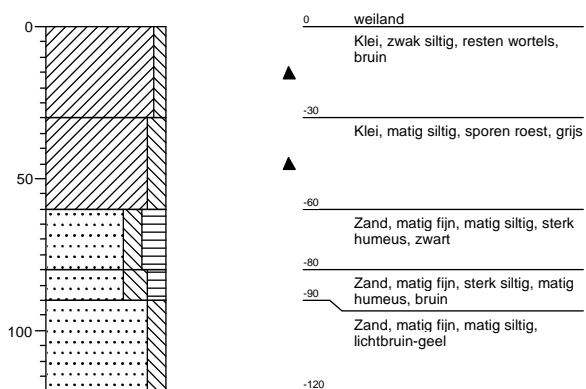 0
50
100
0 weiland
Klei, zwak siltig, resten wortels,
bruin
-30
Klei, matig siltig, sporen roest, grijs
-60
Zand, matig fijn, matig siltig, sterk
humeus, zwart
-80
Zand, matig fijn, sterk siltig, matig
humeus, bruin
-90
Zand, matig fijn, matig siltig,
lichtbruin-geel
-120